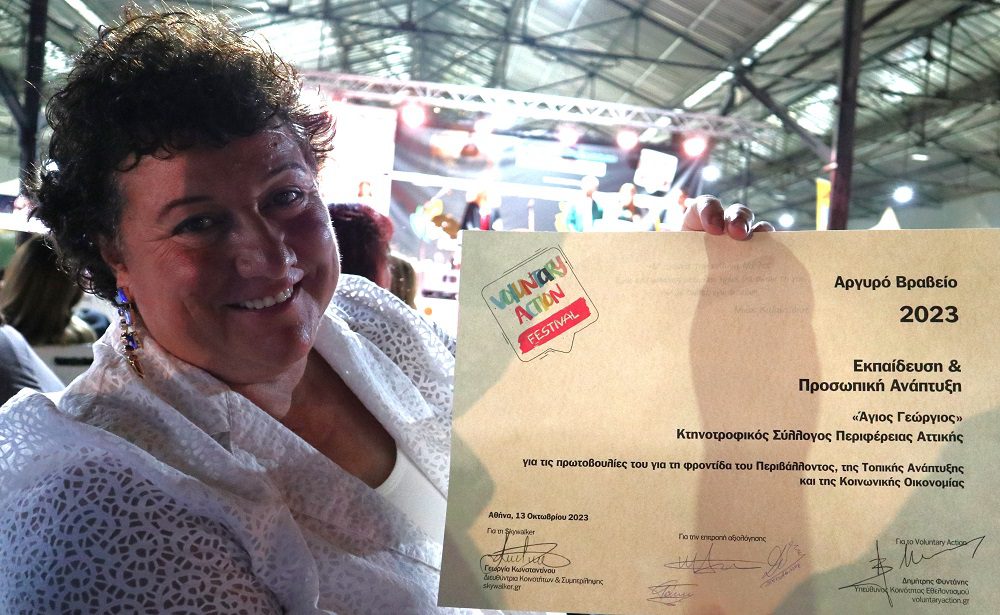 VOLUNTARY
ACTION
FESTIVAL
Αργυρό Βραβείο
2023
Εκπαίδευση &
Προσωπική Ανάπτυξη
«Άγιος Γεώργιος»
Κτηνοτροφικός Σύλλογος Περιφέρειας Αττικής
για τις πρωτοβουλίες του για τη φροντίδα του Περιβάλλοντος, της Τοπικής Ανάπτυξης
και της Κοινωνικής Οικονομίας
Αθήνα, 13 Οκτωβρίου 2023
Για τη Skywalker
Γεωργία Κωνσταντίνου
Διευθύντρια Κοινοτήτων & Συμπερίληψης
skywalker.gr
Για την επιτροπή αξιολόγησης
Για το Voluntary Action
Δημήτρης Φυντάνης
Υπεύθυνος Κοινότητας Εθελοντισμού
voluntaryaction.gr